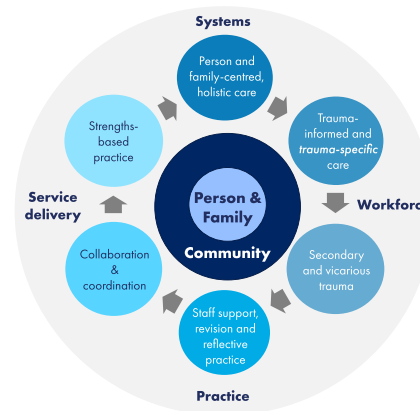 Systems
Person and
family-centred,
holistic care
Trauma-
informed and
trauma-specific
care
Workforc
Secondary
and vicarious
trauma
Staff support,
revision and
reflective
practice
Practice
Collaboration
&
coordination
Service
delivery
Strengths-
based
practice
Person &
Family
Community